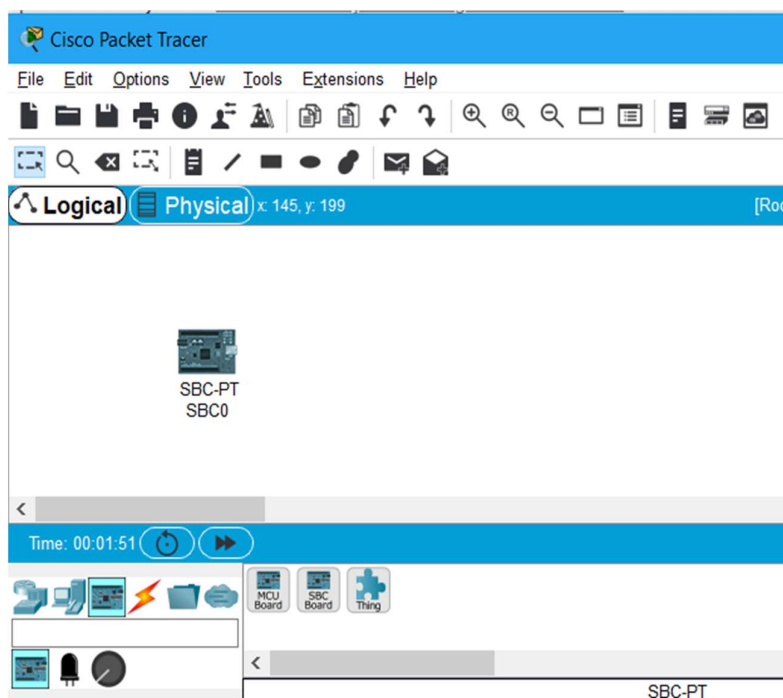 Cisco Packet Tracer
File Edit Options View Tools Extensions Help
Logical Physical x: 145, y: 199 [Roo
SBC-PT
SBC0
Time: 00:01:51
MCU Board SBC Board Thing
SBC-PT